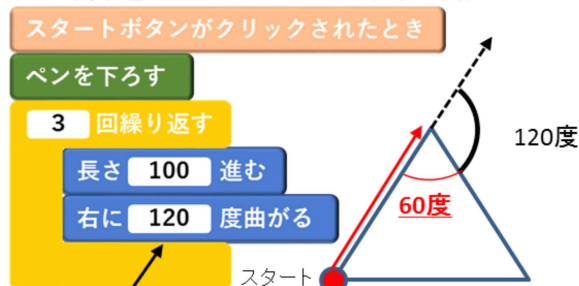 スタートボタンがクリックされたとき
ペンを下ろす
3 回繰り返す
長さ 100 進む
右に 120 度曲がる
120度
60度
スタート